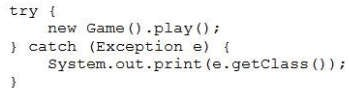 try {
    new Game().play();
} catch (Exception e) {
    System.out.print(e.getClass());
}